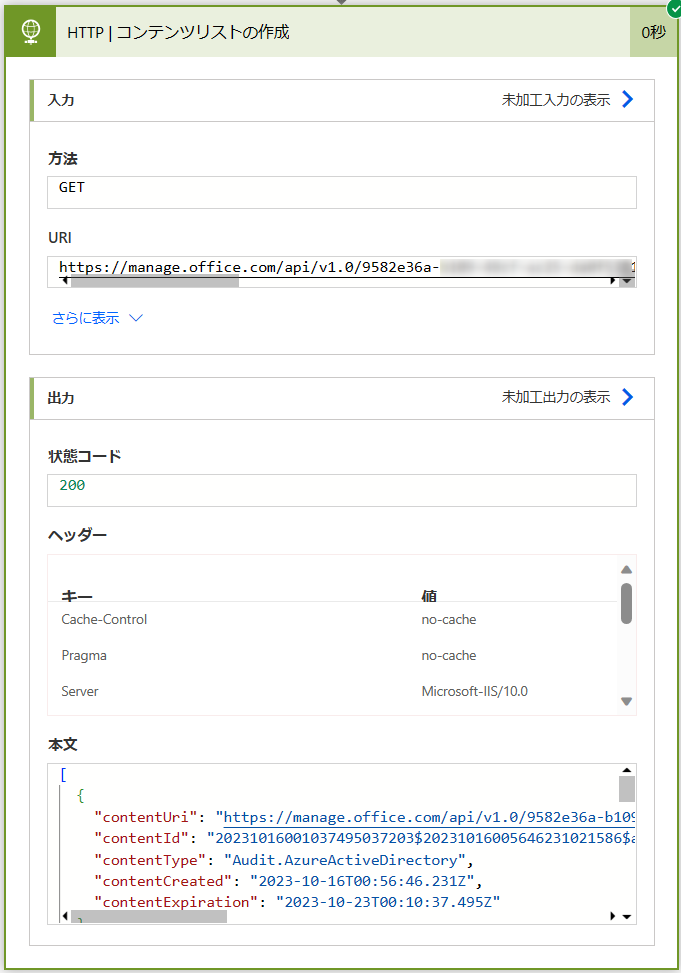 HTTP | コンテンツリストの作成
0秒
入力
未加工入力の表示
方法
GET
URI
https://manage.office.com/api/v1.0/9582e36a-
さらに表示
出力
未加工出力の表示
状態コード
200
ヘッダー
キー 値
Cache-Control no-cache
Pragma no-cache
Server Microsoft-IIS/10.0
本文
[
{
"contentUri": "https://manage.office.com/api/v1.0/9582e36a-b109
"contentId": "20231016001037495037203$20231016005646231021586$a
"contentType": "Audit.AzureActiveDirectory",
"contentCreated": "2023-10-16T00:56:46.231Z",
"contentExpiration": "2023-10-23T00:10:37.495Z"